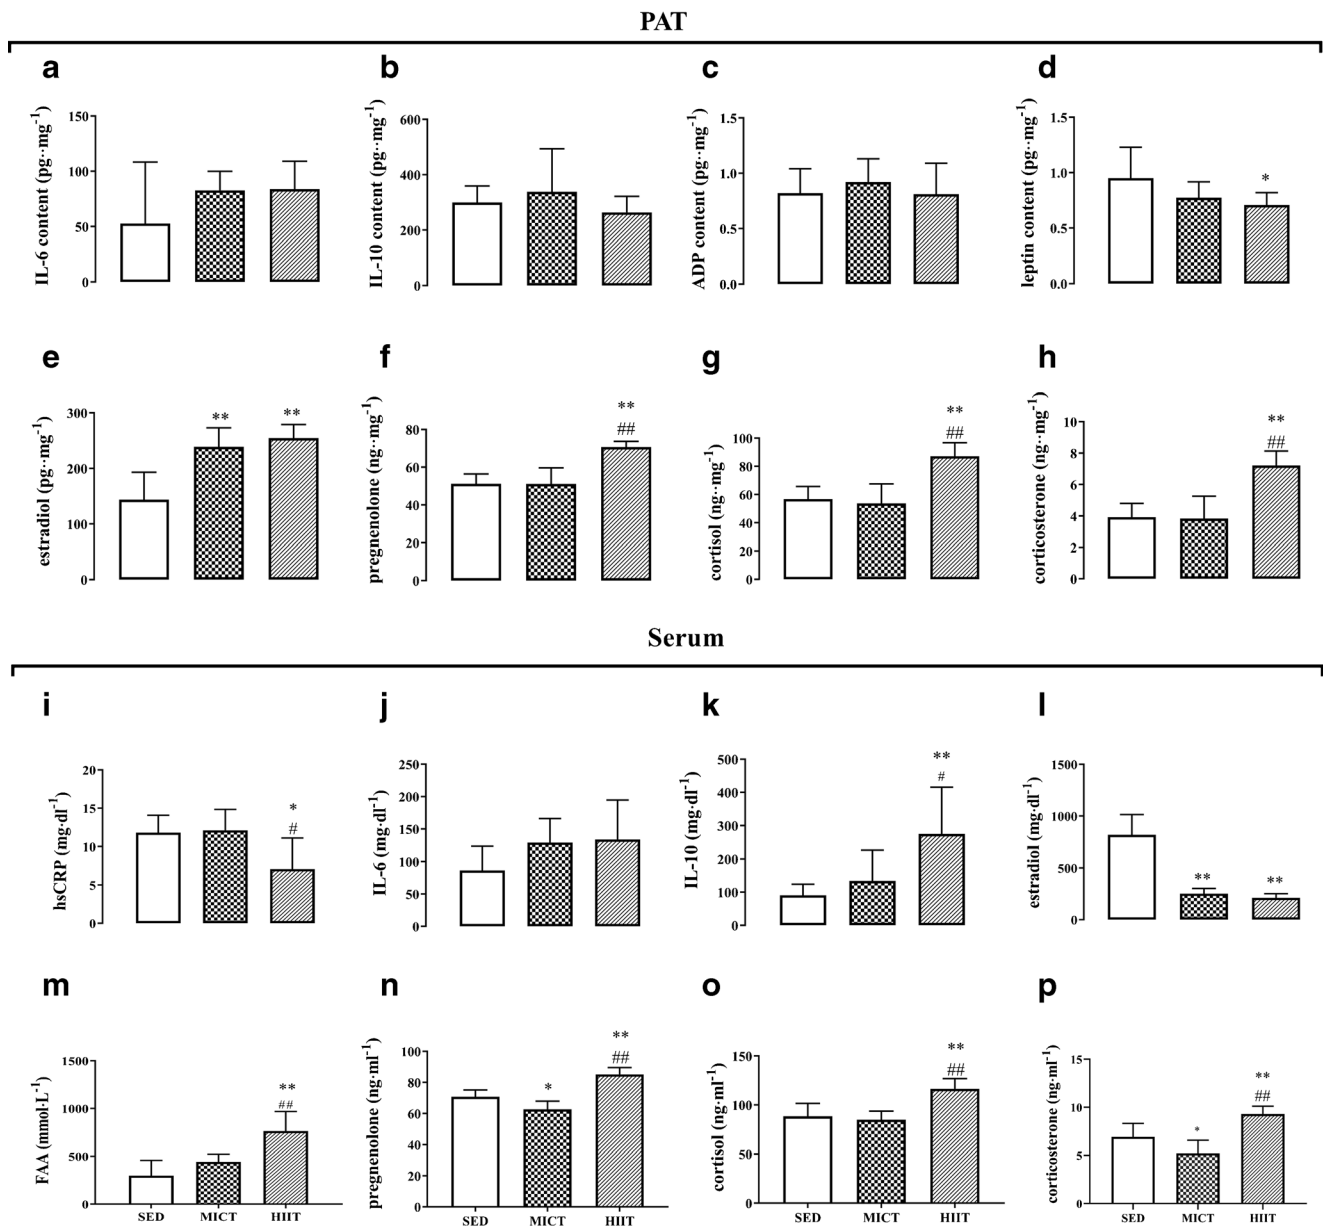 PAT
a
b
c
d
IL-6 content (pg··mg⁻¹)
150
100
50
0
IL-10 content (pg··mg⁻¹)
600
400
200
0
ADP content (pg··mg⁻¹)
1.5
1.0
0.5
0.0
leptin content (pg··mg⁻¹)
1.5
1.0
0.5
0.0
*
e
f
g
h
estradiol (pg··mg⁻¹)
300
200
100
0
**
**
pregnenolone (ng··mg⁻¹)
80
60
40
20
0
**
##
cortisol (ng··mg⁻¹)
100
80
60
40
20
0
**
##
corticosterone (ng··mg⁻¹)
10
8
6
4
2
0
**
##
Serum
i
j
k
l
hsCRP (mg·dl⁻¹)
20
15
10
5
0
*
#
IL-6 (mg·dl⁻¹)
250
200
150
100
50
0
IL-10 (mg·dl⁻¹)
500
400
300
200
100
0
**
#
estradiol (mg·dl⁻¹)
1500
1000
500
0
**
**
m
n
o
p
FAA (mmol·L⁻¹)
1500
1000
500
0
**
##
SED MICT HIIT
pregnenolone (ng·ml⁻¹)
100
80
60
40
20
0
*
**
##
SED MICT HIIT
cortisol (ng·ml⁻¹)
150
100
50
0
**
##
SED MICT HIIT
corticosterone (ng·ml⁻¹)
15
10
5
0
*
**
##
SED MICT HIIT